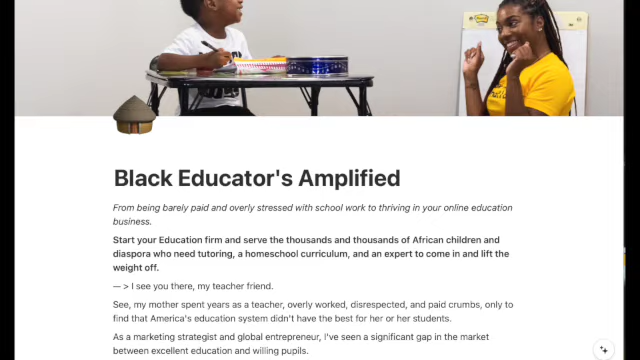 Black Educator's Amplified
From being barely paid and overly stressed with school work to thriving in your online education
business.
Start your Education firm and serve the thousands and thousands of African children and
diaspora who need tutoring, a homeschool curriculum, and an expert to come in and lift the
weight off.
— > I see you there, my teacher friend.
See, my mother spent years as a teacher, overly worked, disrespected, and paid crumbs, only to
find that America's education system didn't have the best for her or her students.
As a marketing strategist and global entrepreneur, I've seen a significant gap in the market
between excellent education and willing pupils.